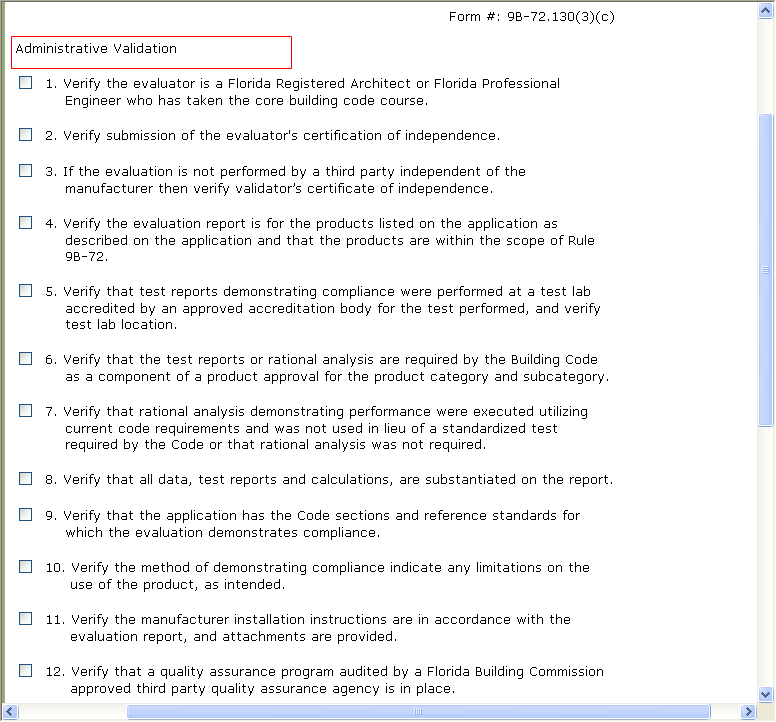 Form #: 9B-72.130(3)(c)
Administrative Validation
1. Verify the evaluator is a Florida Registered Architect or Florida Professional
Engineer who has taken the core building code course.
2. Verify submission of the evaluator's certification of independence.
3. If the evaluation is not performed by a third party independent of the
manufacturer then verify validator's certificate of independence.
4. Verify the evaluation report is for the products listed on the application as
described on the application and that the products are within the scope of Rule
9B-72.
5. Verify that test reports demonstrating compliance were performed at a test lab
accredited by an approved accreditation body for the test performed, and verify
test lab location.
6. Verify that the test reports or rational analysis are required by the Building Code
as a component of a product approval for the product category and subcategory.
7. Verify that rational analysis demonstrating performance were executed utilizing
current code requirements and was not used in lieu of a standardized test
required by the Code or that rational analysis was not required.
8. Verify that all data, test reports and calculations, are substantiated on the report.
9. Verify that the application has the Code sections and reference standards for
which the evaluation demonstrates compliance.
10. Verify the method of demonstrating compliance indicate any limitations on the
use of the product, as intended.
11. Verify the manufacturer installation instructions are in accordance with the
evaluation report, and attachments are provided.
12. Verify that a quality assurance program audited by a Florida Building Commission
approved third party quality assurance agency is in place.